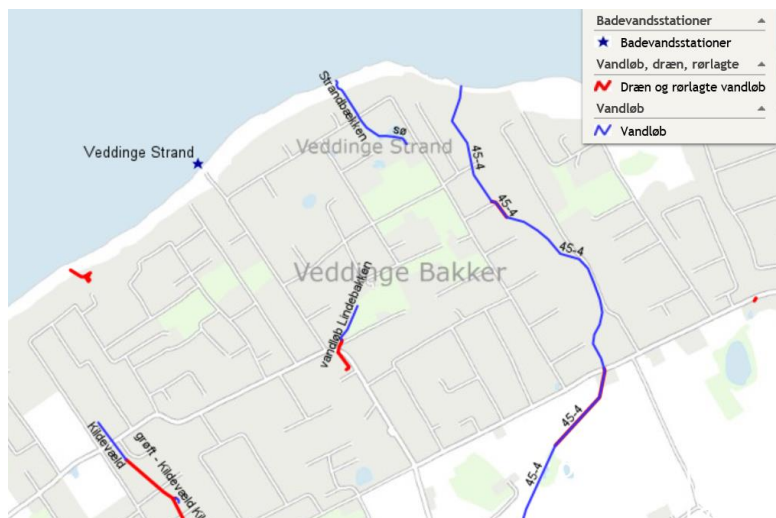 Badevandsstationer
Badevandsstationer
Vandløb, dræn, rørlagte
Dræn og rørlagte vandløb
Vandløb
Vandløb
Strandbækken
sø
Veddinge Strand
Veddinge Strand
45-4
45-4
45-4
Veddinge Bakker
vandløb Lindebakken
45-4
45-4
Kildevæld
grøft - Kildevæld Kil